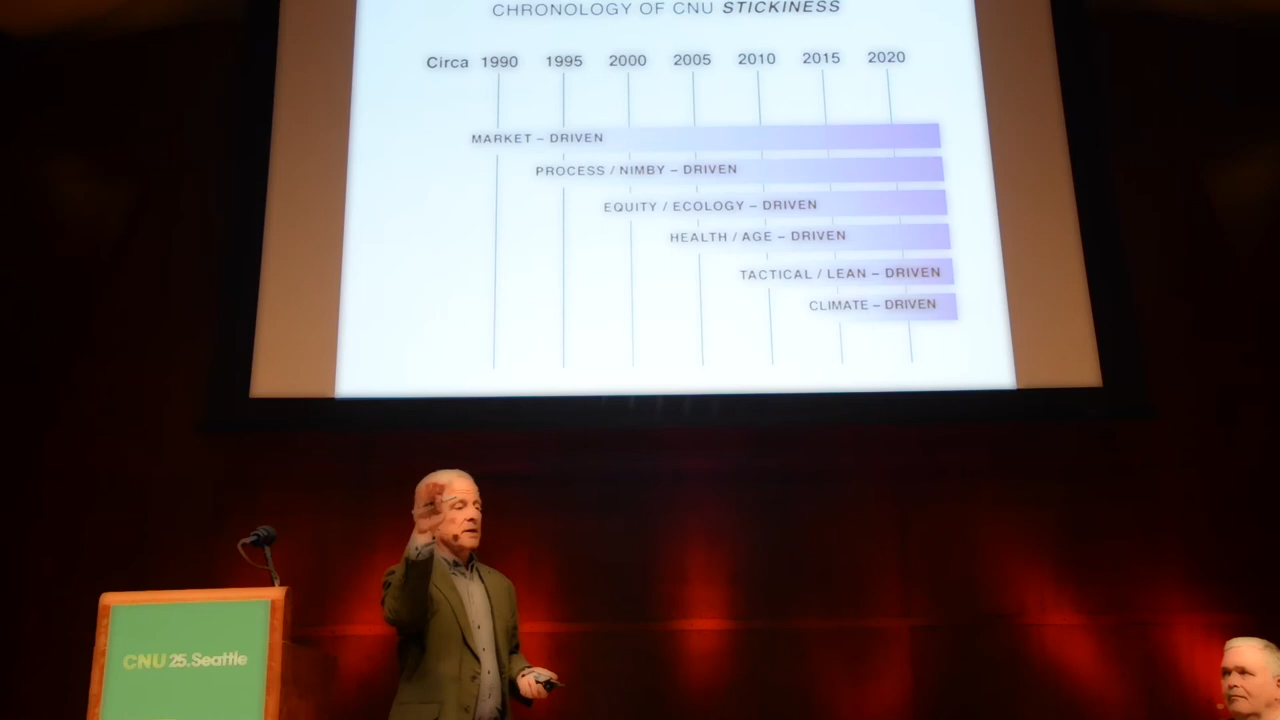 CHRONOLOGY OF CNU STICKINESS
Circa 1990 1995 2000 2005 2010 2015 2020
MARKET – DRIVEN
PROCESS / NIMBY – DRIVEN
EQUITY / ECOLOGY – DRIVEN
HEALTH / AGE – DRIVEN
TACTICAL / LEAN – DRIVEN
CLIMATE – DRIVEN
CNU 25.Seattle